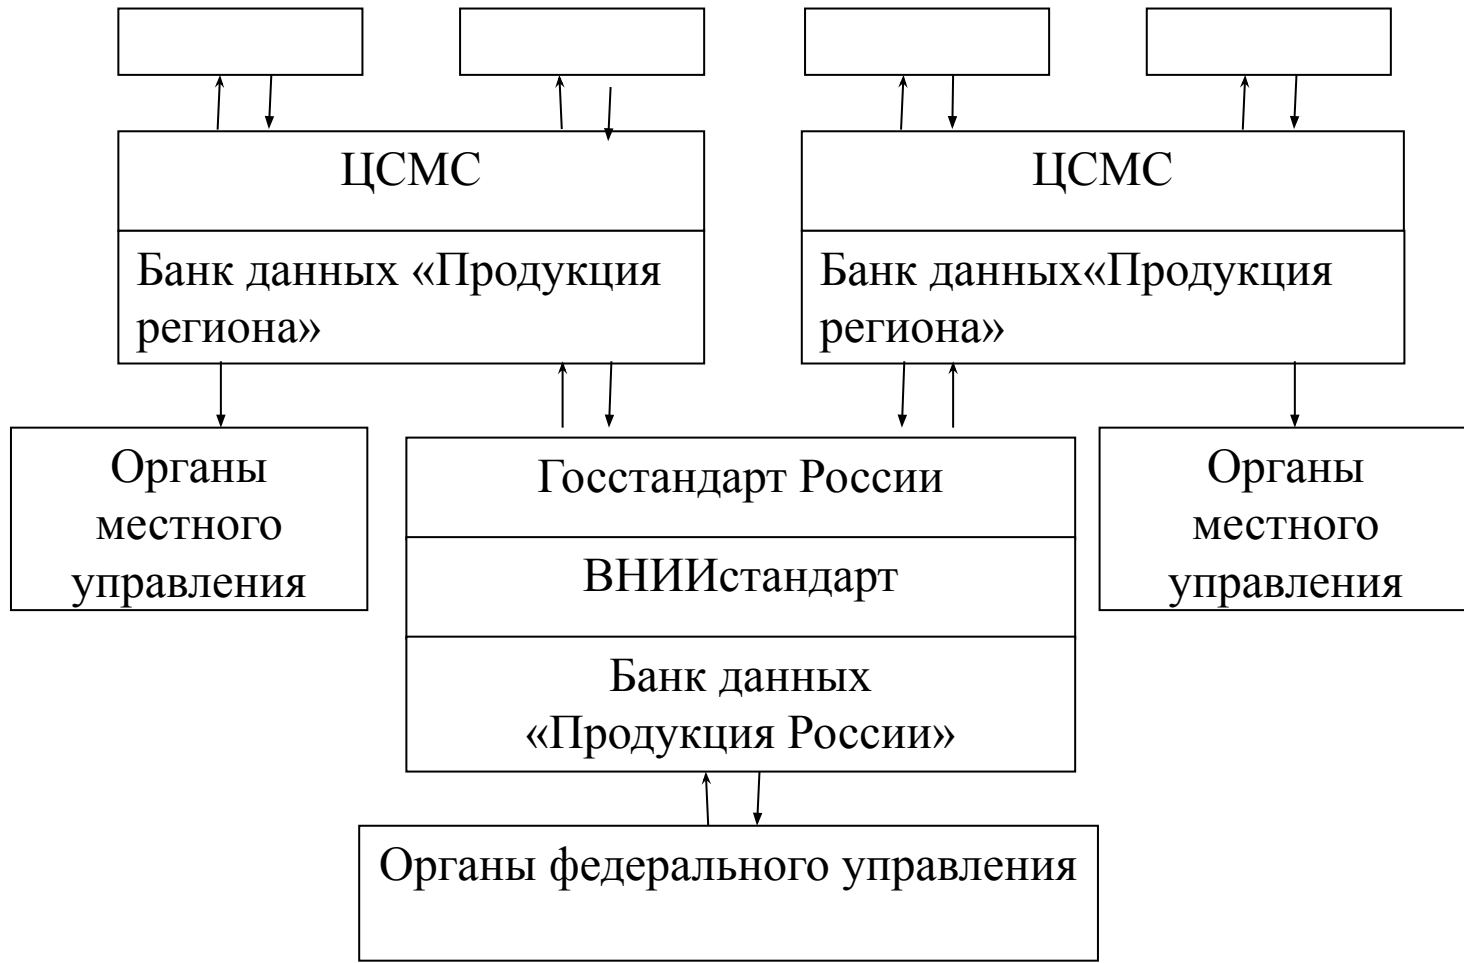 ЦСМС
ЦСМС
Банк данных «Продукция
региона»
Банк данных«Продукция
региона»
Органы
местного
управления
Госстандарт России
ВНИИстандарт
Банк данных
«Продукция России»
Органы
местного
управления
Органы федерального управления